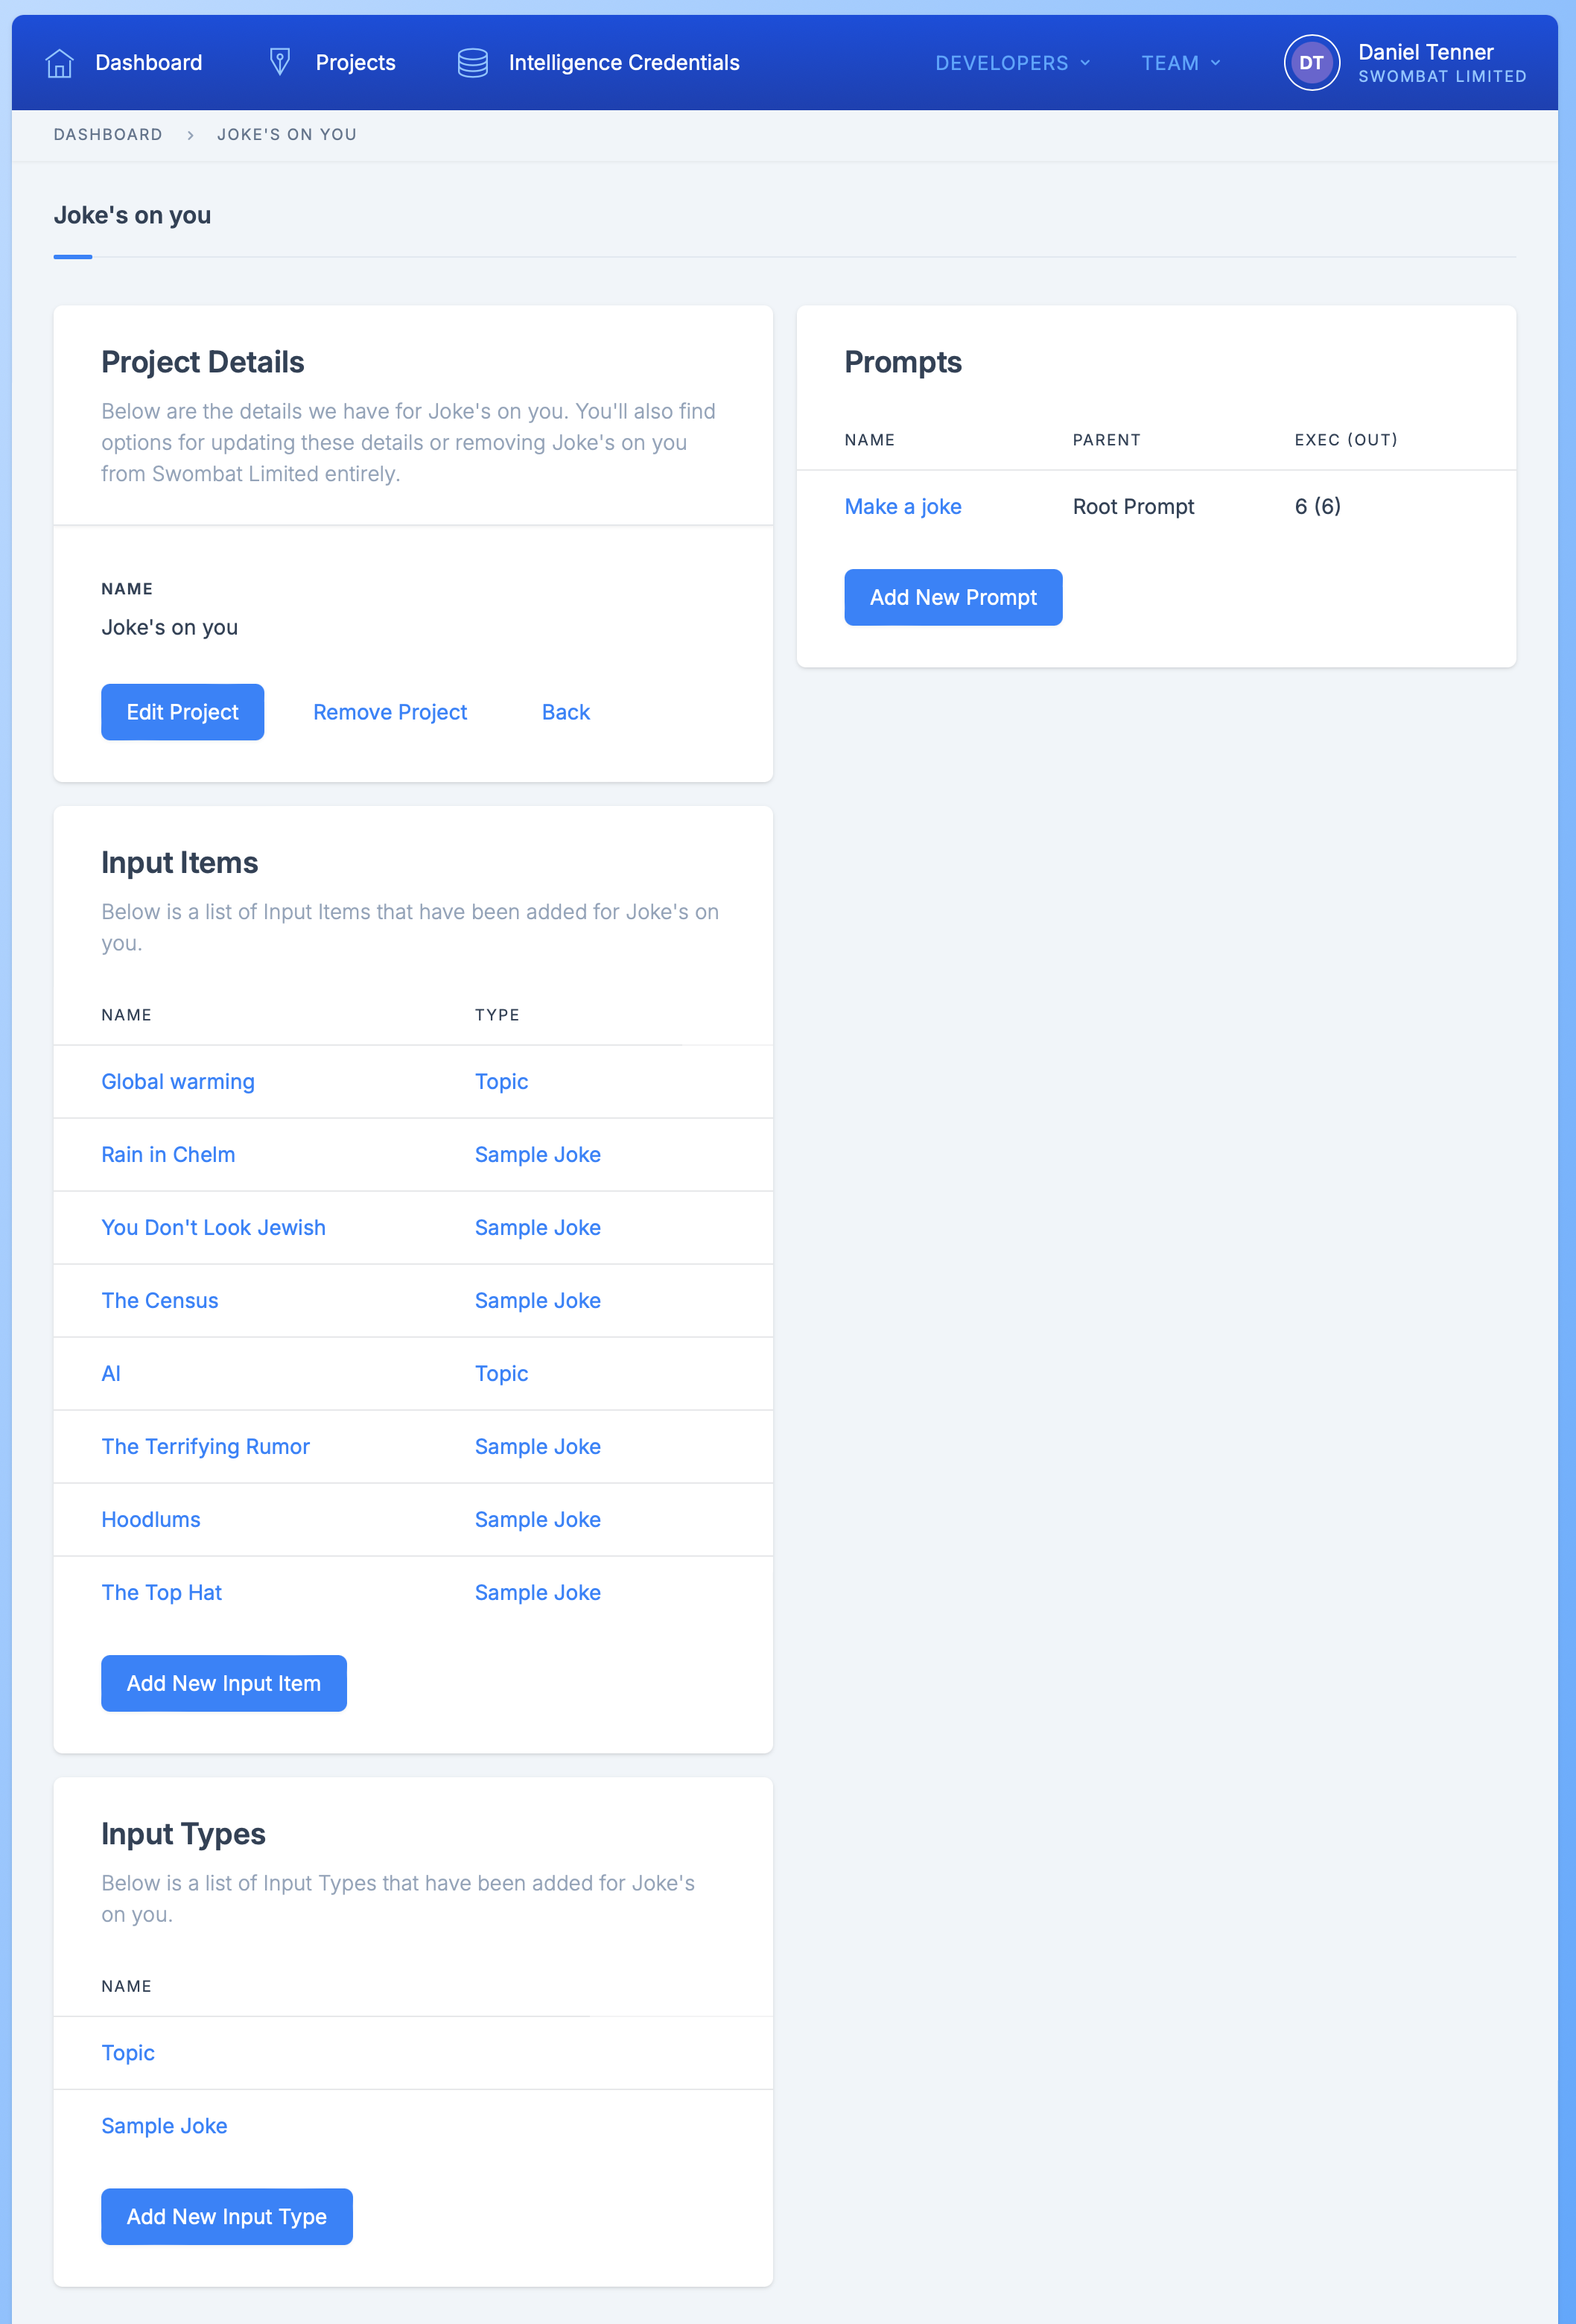 Dashboard
Projects
Intelligence Credentials
DEVELOPERS
TEAM
DT
Daniel Tenner
SWOMBAT LIMITED
DASHBOARD > JOKE'S ON YOU
Joke's on you
Project Details
Below are the details we have for Joke's on you. You'll also find
options for updating these details or removing Joke's on you
from Swombat Limited entirely.
NAME
Joke's on you
Edit Project
Remove Project
Back
Prompts
NAME PARENT EXEC (OUT)
Make a joke Root Prompt 6 (6)
Add New Prompt
Input Items
Below is a list of Input Items that have been added for Joke's on
you.
NAME TYPE
Global warming Topic
Rain in Chelm Sample Joke
You Don't Look Jewish Sample Joke
The Census Sample Joke
AI Topic
The Terrifying Rumor Sample Joke
Hoodlums Sample Joke
The Top Hat Sample Joke
Add New Input Item
Input Types
Below is a list of Input Types that have been added for Joke's
on you.
NAME
Topic
Sample Joke
Add New Input Type